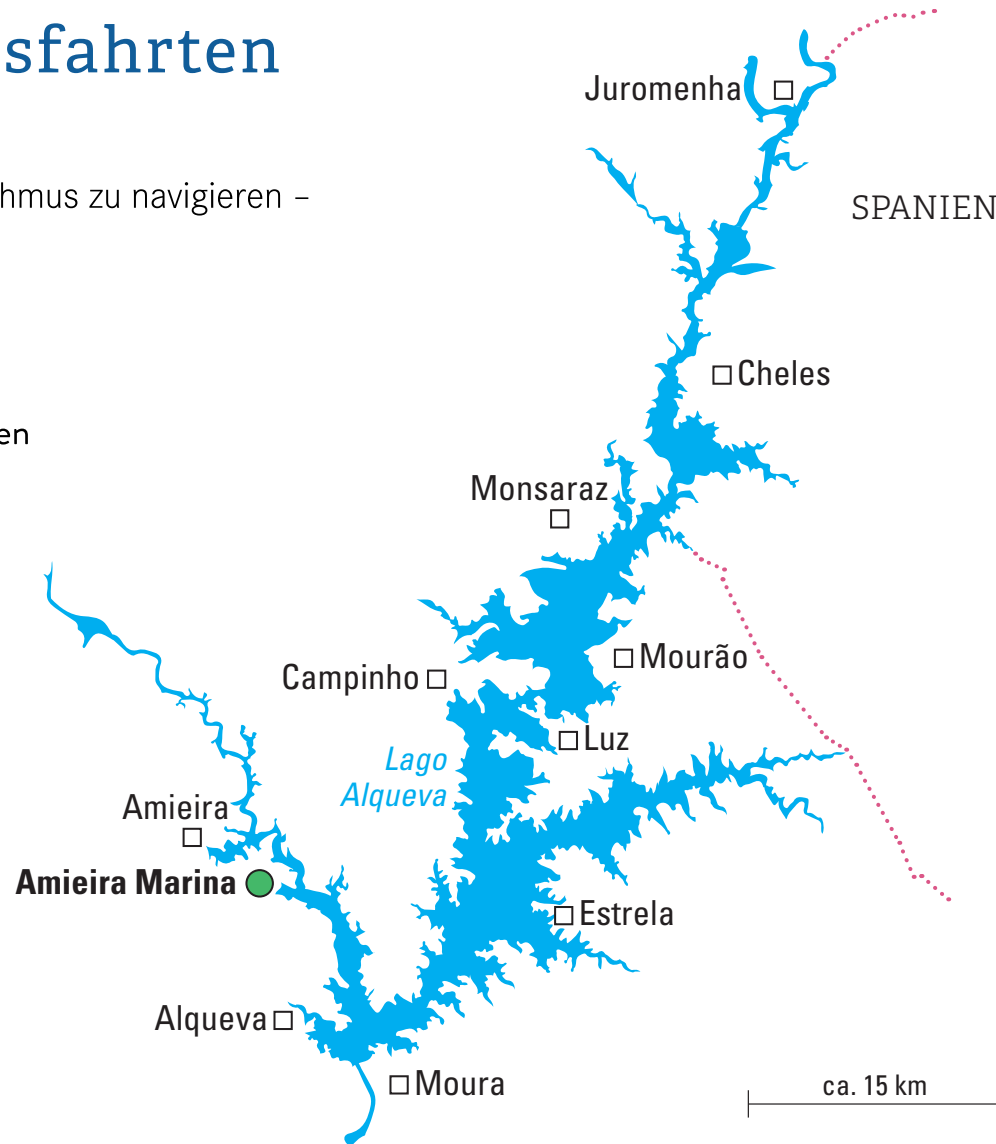 sfahrten
Juromenha
hmus zu navigieren –
SPANIEN
Cheles
en
Monsaraz
Mourão
Campinho
Luz
Lago
Alqueva
Amieira
Amieira Marina
Estrela
Alqueva
Moura
ca. 15 km